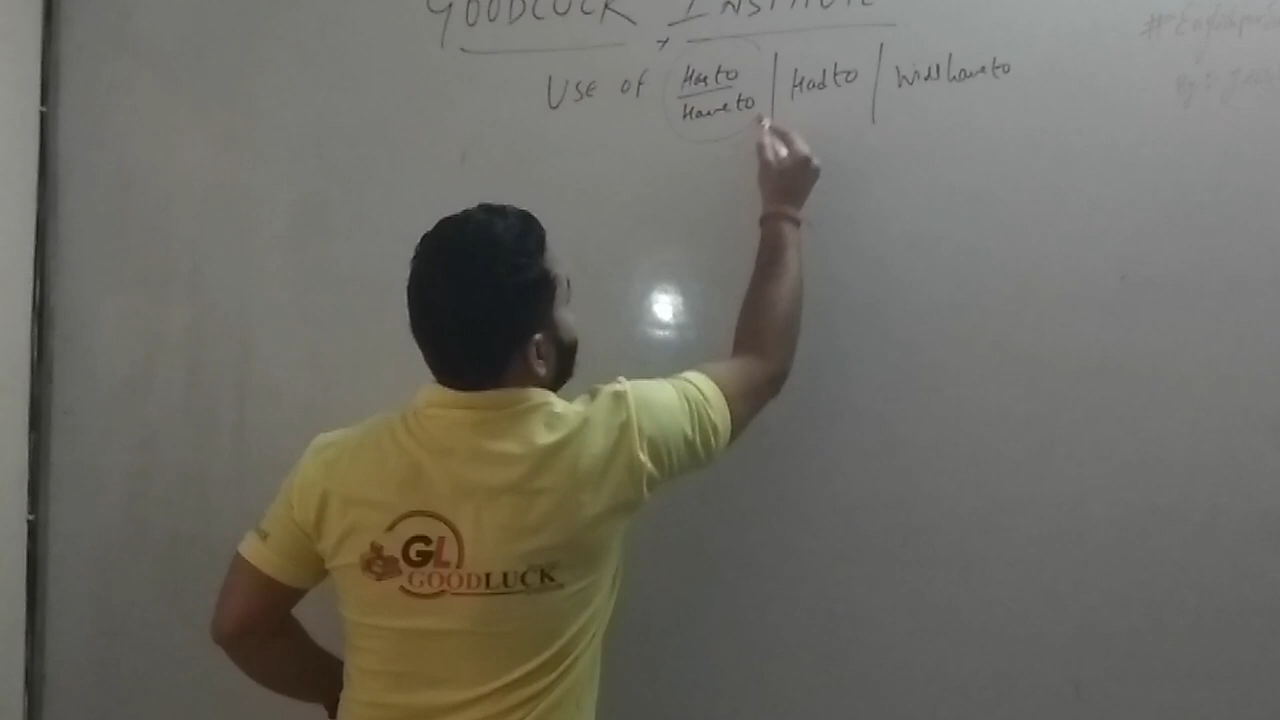 GOODLUCK INSTITUTE
USE OF Has to / Have to | Had to | Will have to
GL
GOODLUCK